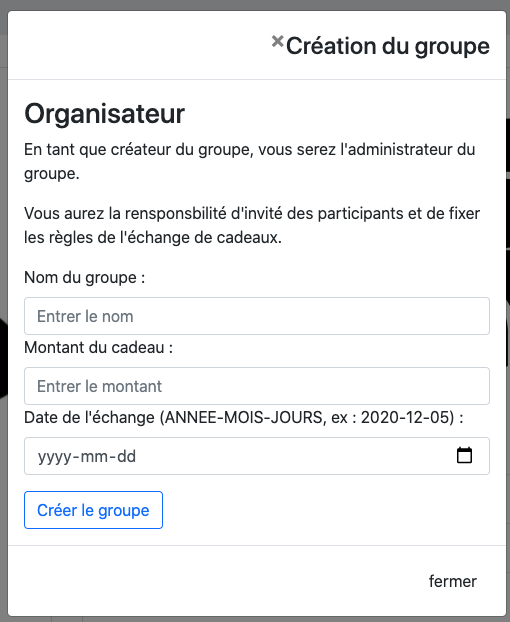 ×Création du groupe
Organisateur
En tant que créateur du groupe, vous serez l'administrateur du
groupe.
Vous aurez la rensponsbilité d'invité des participants et de fixer
les règles de l'échange de cadeaux.
Nom du groupe :
Entrer le nom
Montant du cadeau :
Entrer le montant
Date de l'échange (ANNEE-MOIS-JOURS, ex : 2020-12-05) :
yyyy-mm-dd
Créer le groupe
fermer